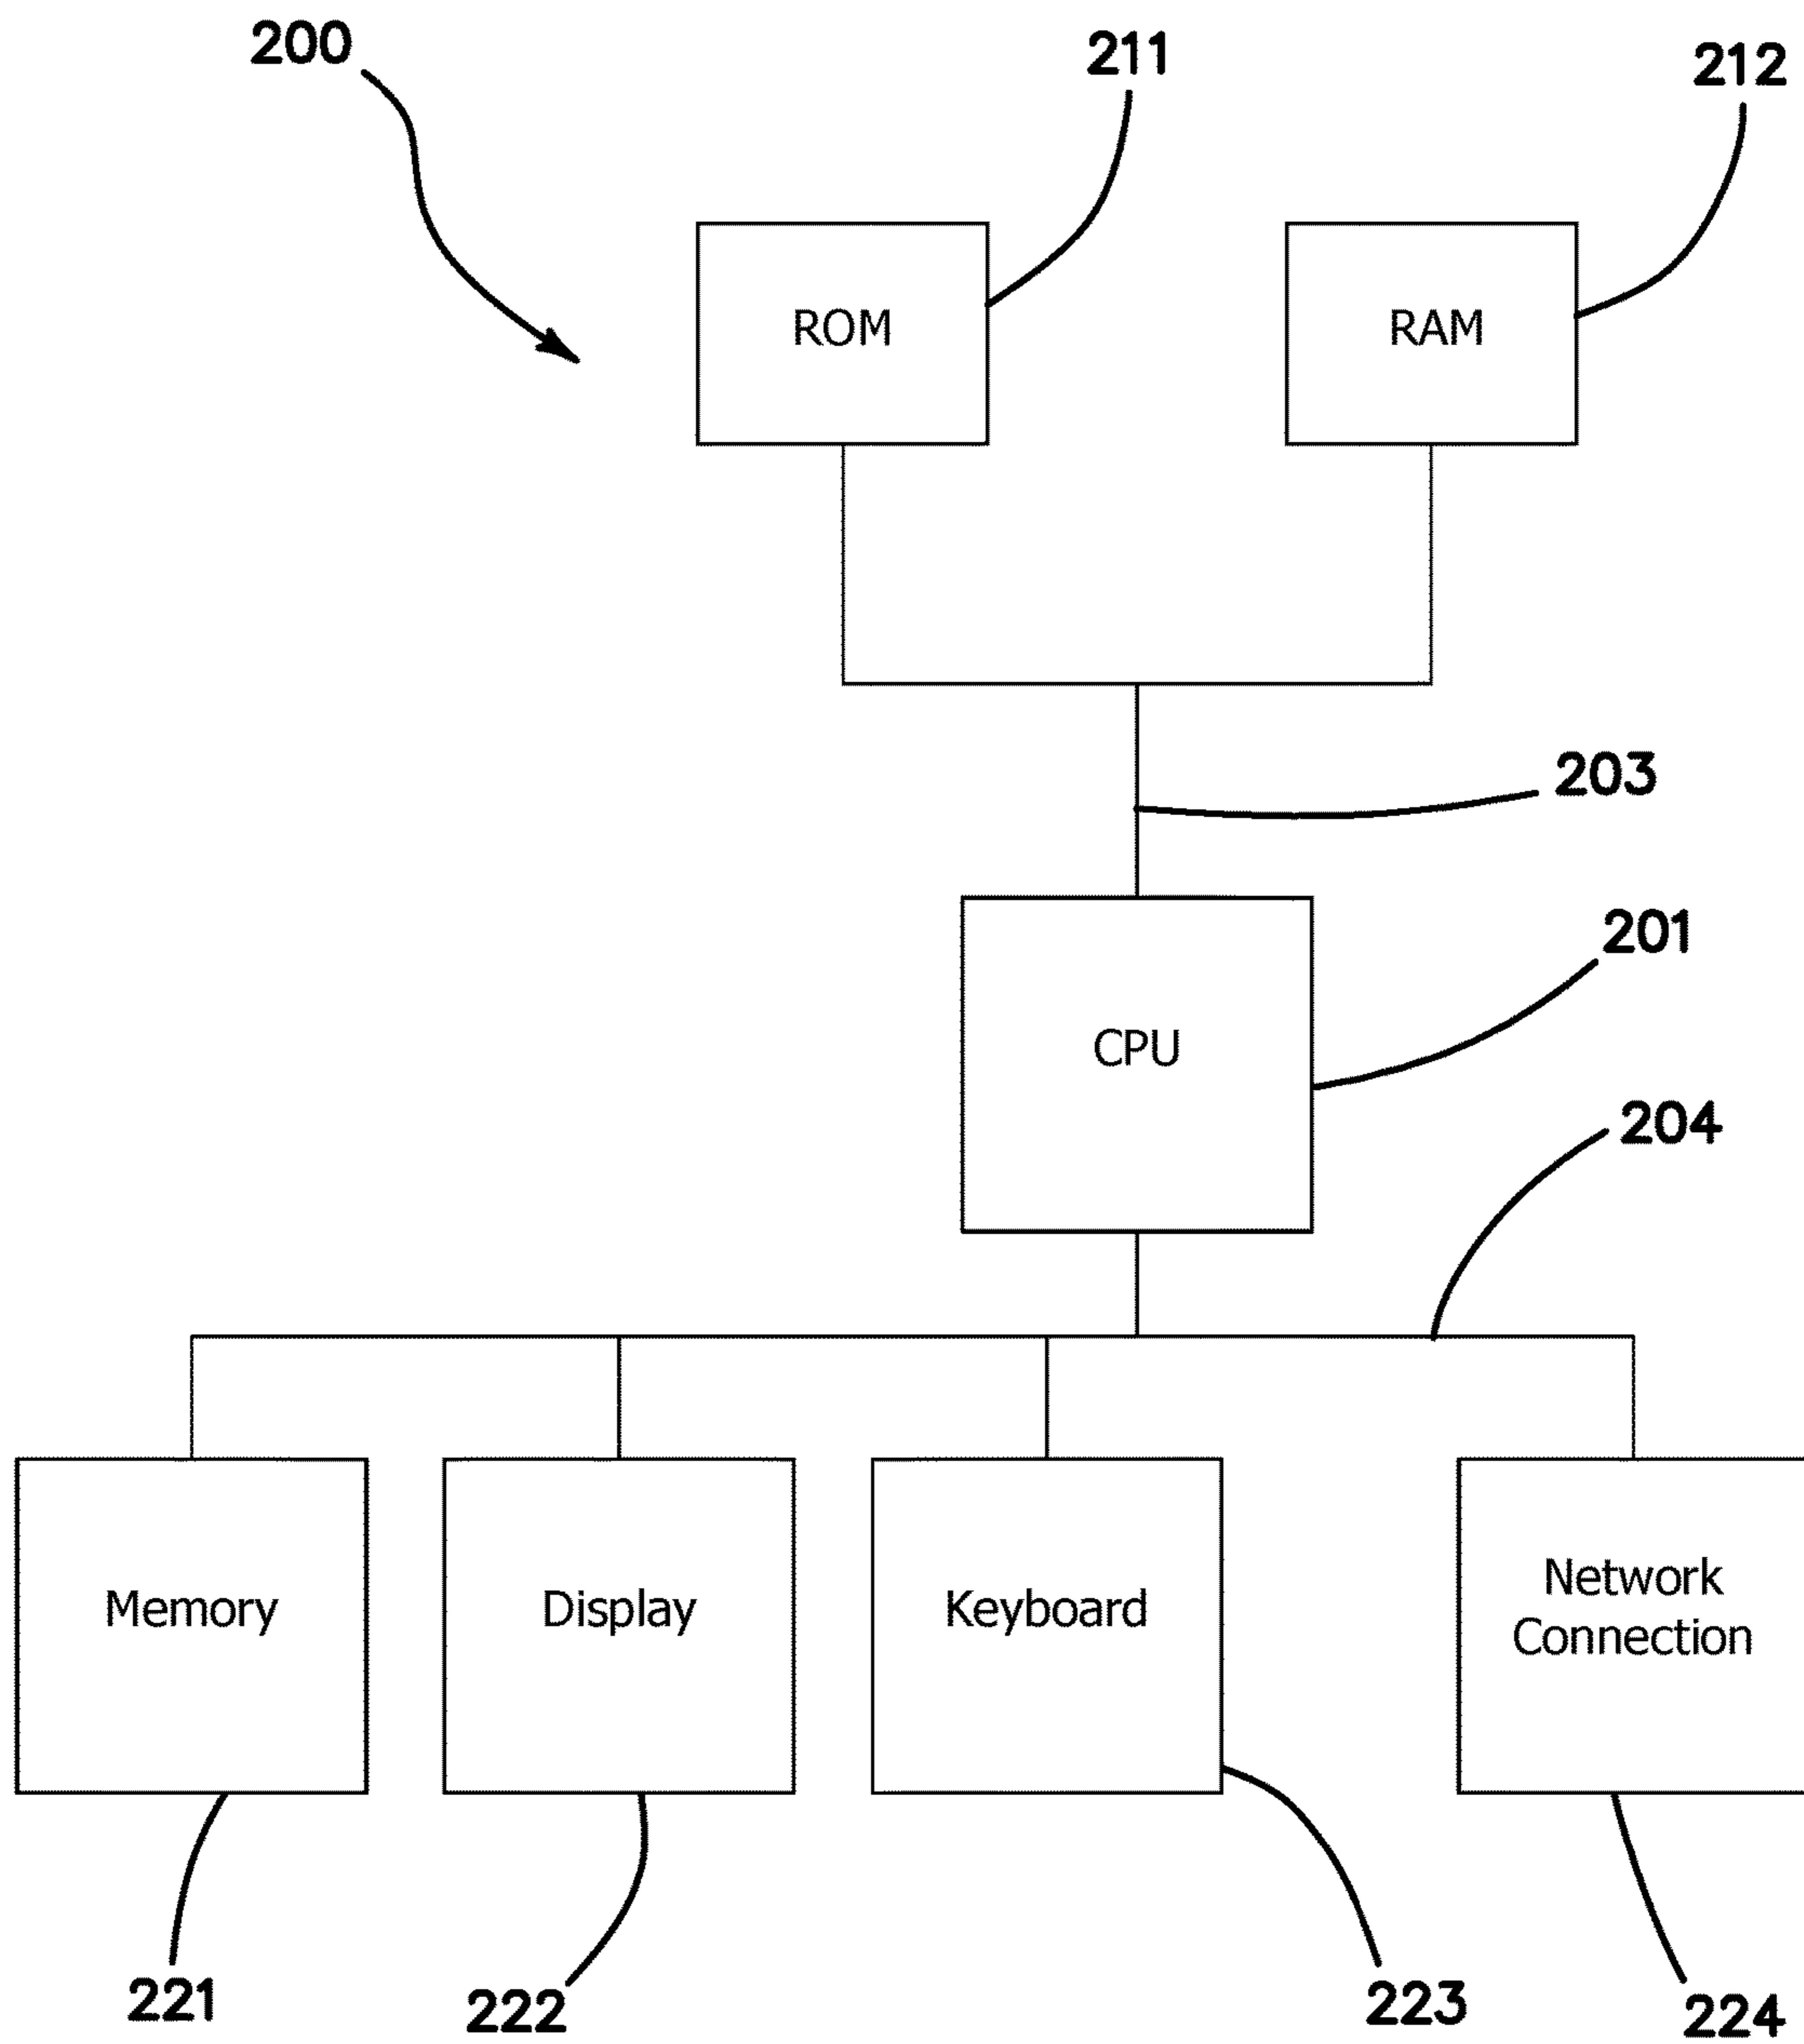 200
211
212
ROM
RAM
203
201
CPU
204
Memory
Display
Keyboard
Network
Connection
221
222
223
224